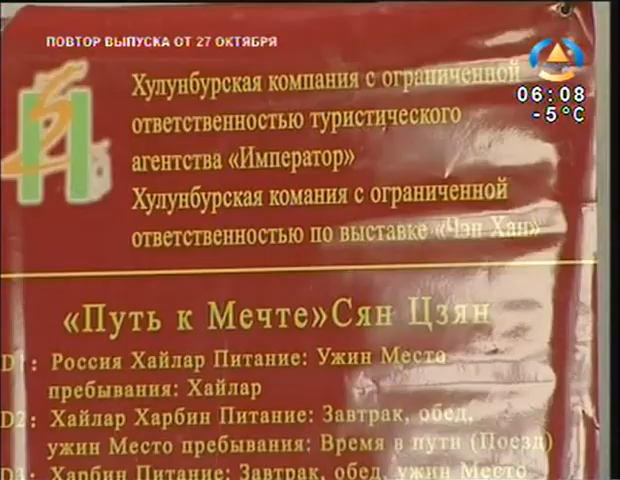 ПОВТОР ВЫПУСКА ОТ 27 ОКТЯБРЯ
06:08
-5°C
Хулунбурская компания с ограниченной
ответственностью туристического
агентства «Император»
Хулунбурская комания с ограниченной
ответственностью по выставке «Чэн Хан»
«Путь к Мечте»Сян Цзян
D1: Россия Хайлар Питание: Ужин Место
пребывания: Хайлар
D2: Хайлар Харбин Питание: Завтрак, обед,
ужин Место пребывания: Время в пути (Поезд)
D3: Харбин Питание: Завтрак, обед, ужин Место